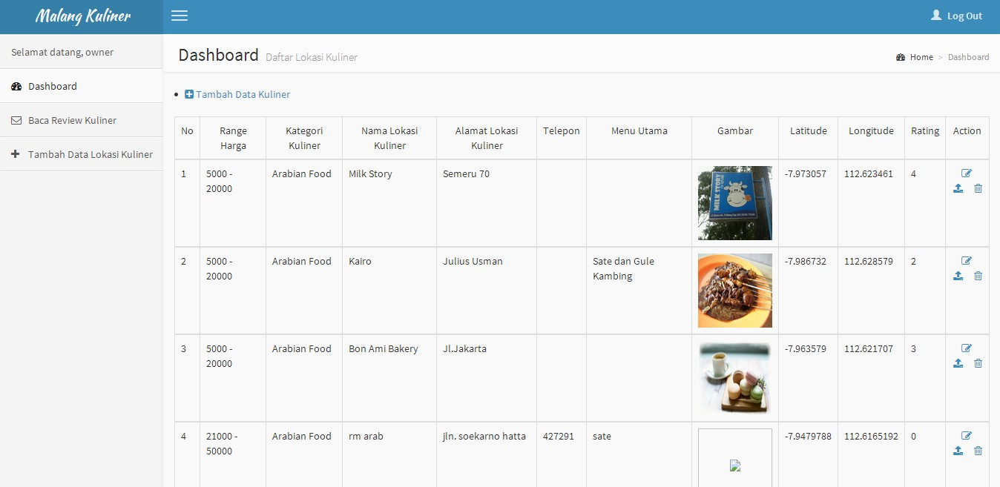 Malang Kuliner
Log Out
Selamat datang, owner
Dashboard
Baca Review Kuliner
Tambah Data Lokasi Kuliner
Dashboard Daftar Lokasi Kuliner
Home > Dashboard
Tambah Data Kuliner
No Range Harga Kategori Kuliner Nama Lokasi Kuliner Alamat Lokasi Kuliner Telepon Menu Utama Gambar Latitude Longitude Rating Action
1 5000 - 20000 Arabian Food Milk Story Semeru 70 MILK STORY -7.973057 112.623461 4
2 5000 - 20000 Arabian Food Kairo Julius Usman Sate dan Gule Kambing -7.986732 112.628579 2
3 5000 - 20000 Arabian Food Bon Ami Bakery Jl.Jakarta -7.963579 112.621707 3
4 21000 - 50000 Arabian Food rm arab jln. soekarno hatta 427291 sate -7.9479788 112.6165192 0